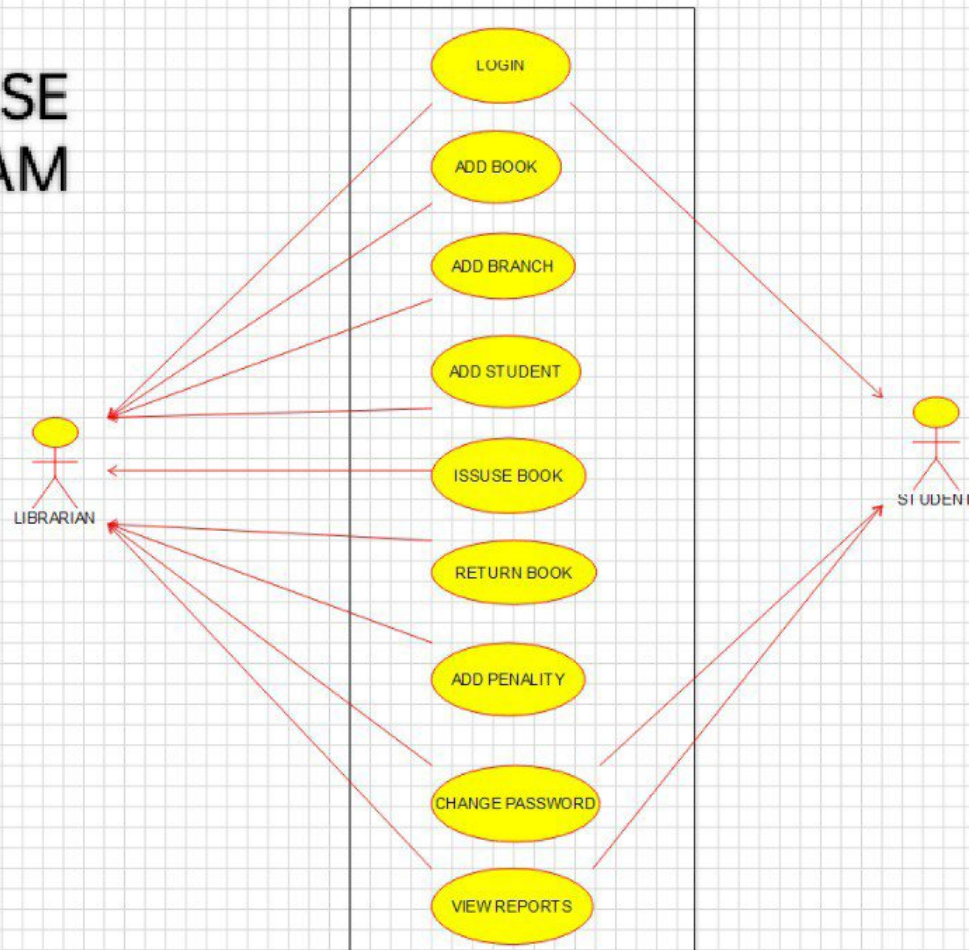 SE
AM
LOGIN
ADD BOOK
ADD BRANCH
ADD STUDENT
ISSUSE BOOK
RETURN BOOK
ADD PENALITY
CHANGE PASSWORD
VIEW REPORTS
LIBRARIAN
STUDENT